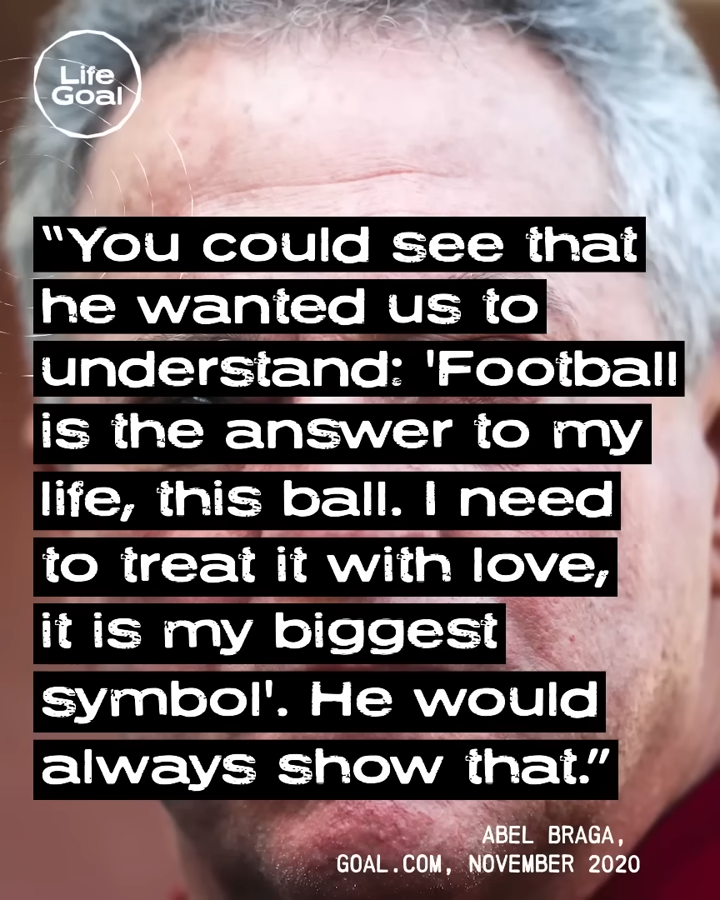 Life
Goal
“You could see that
he wanted us to
understand: 'Football
is the answer to my
life, this ball. I need
to treat it with love,
it is my biggest
symbol'. He would
always show that.”
ABEL BRAGA,
GOAL.COM, NOVEMBER 2020